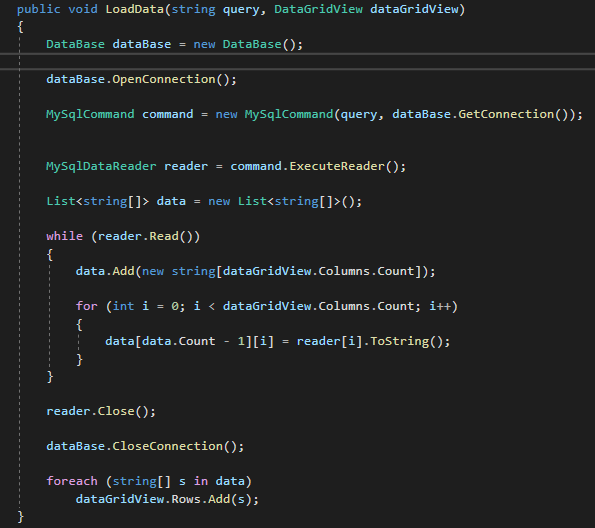 public void LoadData(string query, DataGridView dataGridView)
{
    DataBase dataBase = new DataBase();
    dataBase.OpenConnection();
    MySqlCommand command = new MySqlCommand(query, dataBase.GetConnection());
    MySqlDataReader reader = command.ExecuteReader();
    List<string[]> data = new List<string[]>();
    while (reader.Read())
    {
        data.Add(new string[dataGridView.Columns.Count]);
        for (int i = 0; i < dataGridView.Columns.Count; i++)
        {
            data[data.Count - 1][i] = reader[i].ToString();
        }
    }
    reader.Close();
    dataBase.CloseConnection();
    foreach (string[] s in data)
        dataGridView.Rows.Add(s);
}